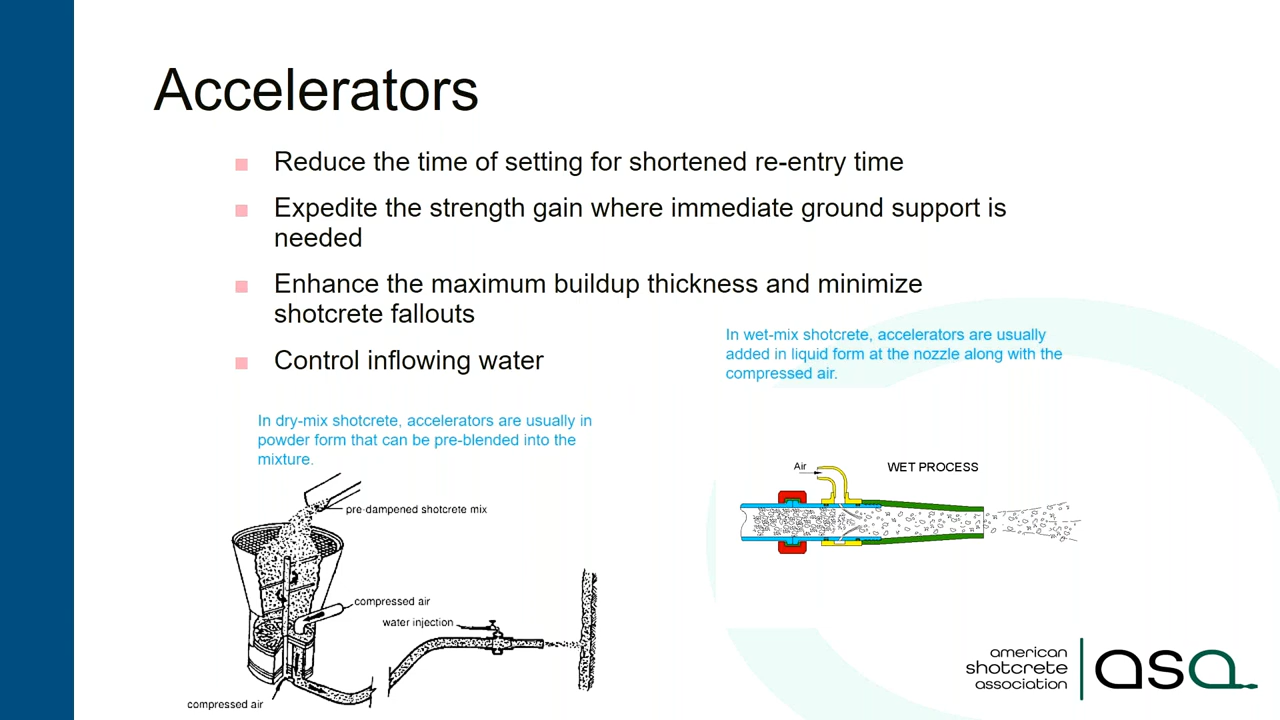 Accelerators
Reduce the time of setting for shortened re-entry time
Expedite the strength gain where immediate ground support is
needed
Enhance the maximum buildup thickness and minimize
shotcrete fallouts
Control inflowing water
In wet-mix shotcrete, accelerators are usually
added in liquid form at the nozzle along with the
compressed air.
In dry-mix shotcrete, accelerators are usually in
powder form that can be pre-blended into the
mixture.
Air
WET PROCESS
pre-dampened shotcrete mix
compressed air
water injection
compressed air
american
shotcrete
association
asa